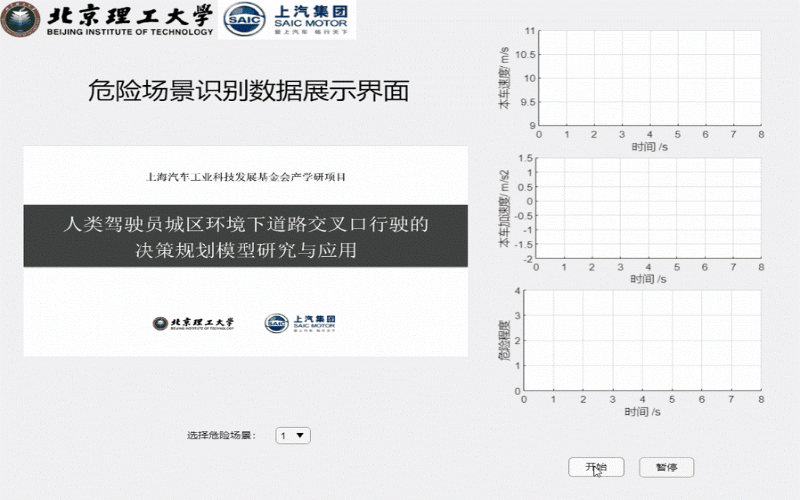 北京理工大学
BEIJING INSTITUTE OF TECHNOLOGY
SAIC
上汽集团
SAIC MOTOR
爱上汽车 畅行天下
危险场景识别数据展示界面
上海汽车工业科技发展基金会产学研项目
人类驾驶员城区环境下道路交叉口行驶的
决策规划模型研究与应用
北京理工大学
BEIJING INSTITUTE OF TECHNOLOGY
SAIC
上汽集团
SAIC MOTOR
选择危险场景：
1
本车速度/ m/s
11
10.5
10
9.5
9
0 1 2 3 4 5 6 7 8
时间 /s
本车加速度/ m/s2
1.5
1
0.5
0
-0.5
-1
-1.5
-2
0 1 2 3 4 5 6 7 8
时间 /s
危险程度
4
3
2
1
0
0 1 2 3 4 5 6 7 8
时间 /s
开始
暂停